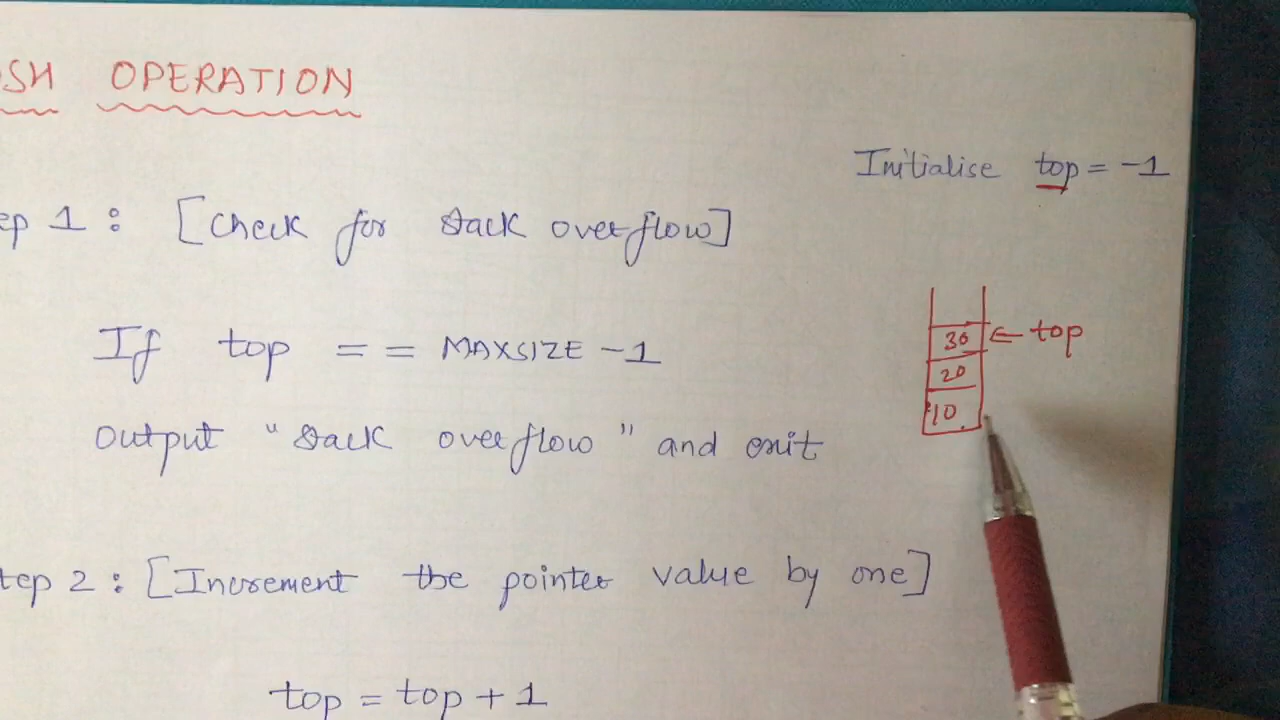 OSH OPERATION
Initialise top = -1
ep 1 : [Check for stack overflow]
If top == MAXSIZE -1
30 ← top
20
10
Output "stack overflow" and exit
tep 2 : [Increment the pointer value by one]
top = top + 1